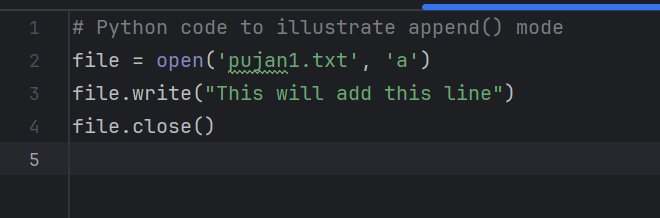 1 # Python code to illustrate append() mode
2 file = open('pujan1.txt', 'a')
3 file.write("This will add this line")
4 file.close()
5